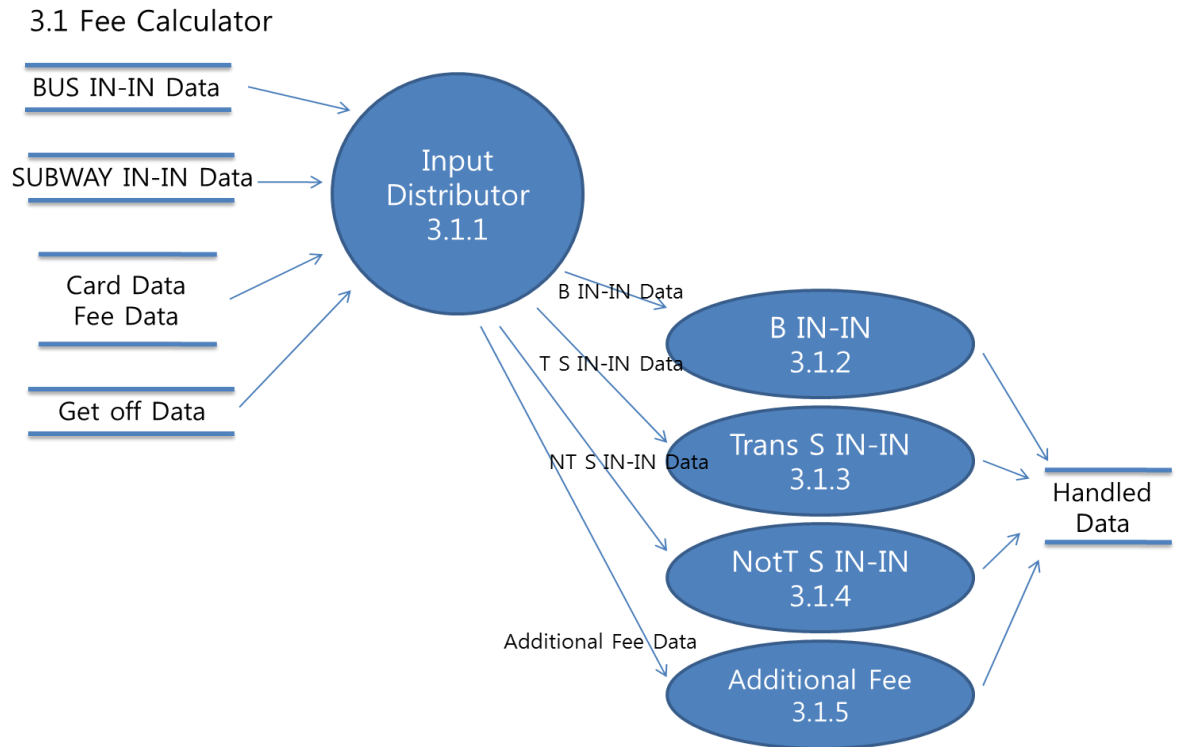 3.1 Fee Calculator
BUS IN-IN Data
SUBWAY IN-IN Data
Card Data
Fee Data
Get off Data
Input
Distributor
3.1.1
B IN-IN Data
T S IN-IN Data
NT S IN-IN Data
Additional Fee Data
B IN-IN
3.1.2
Trans S IN-IN
3.1.3
NotT S IN-IN
3.1.4
Additional Fee
3.1.5
Handled
Data